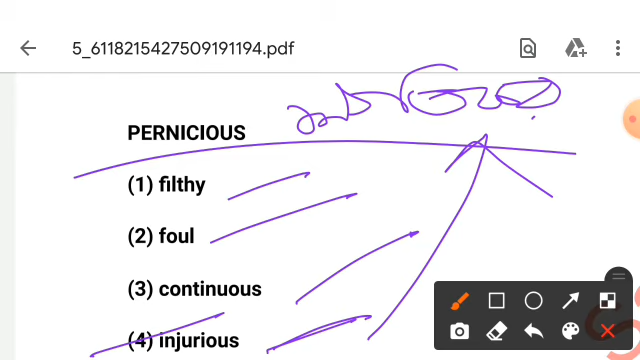 5_6118215427509191194.pdf
PERNICIOUS
(1) filthy
(2) foul
(3) continuous
(4) injurious